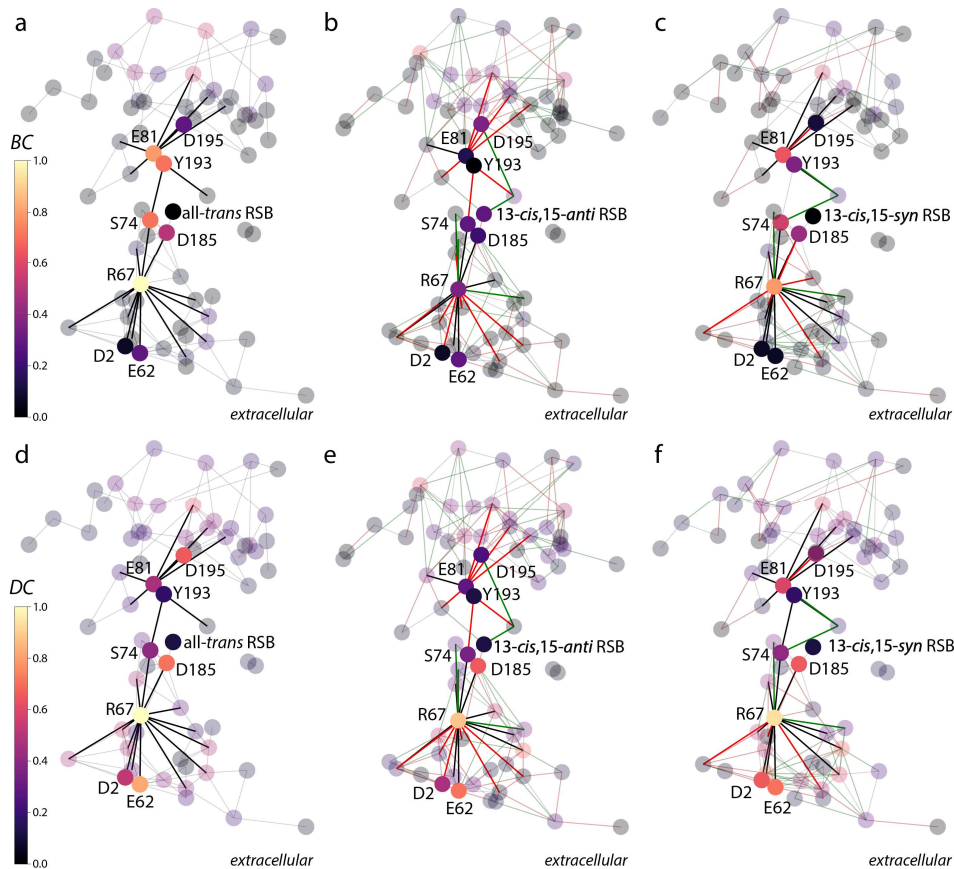 a
b
c
E81
D195
Y193
BC
1.0
0.8
0.6
0.4
0.2
0.0
S74
all-trans RSB
D185
R67
D2
E62
extracellular
E81
D195
Y193
S74
13-cis,15-anti RSB
D185
R67
D2
E62
extracellular
E81
D195
Y193
S74
13-cis,15-syn RSB
D185
R67
D2
E62
extracellular
d
e
f
E81
D195
Y193
DC
1.0
0.8
0.6
0.4
0.2
0.0
S74
all-trans RSB
D185
R67
D2
E62
extracellular
E81
D195
Y193
S74
13-cis,15-anti RSB
D185
R67
D2
E62
extracellular
E81
D195
Y193
S74
13-cis,15-syn RSB
D185
R67
D2
E62
extracellular